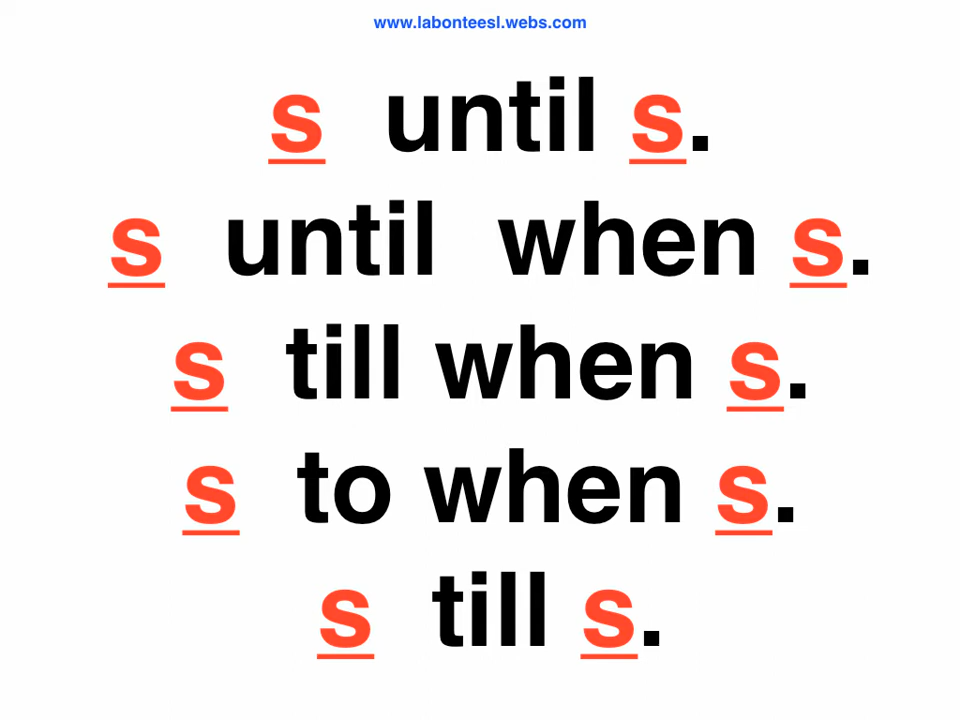 www.labonteesl.webs.com
s until s.
s until when s.
s till when s.
s to when s.
s till s.